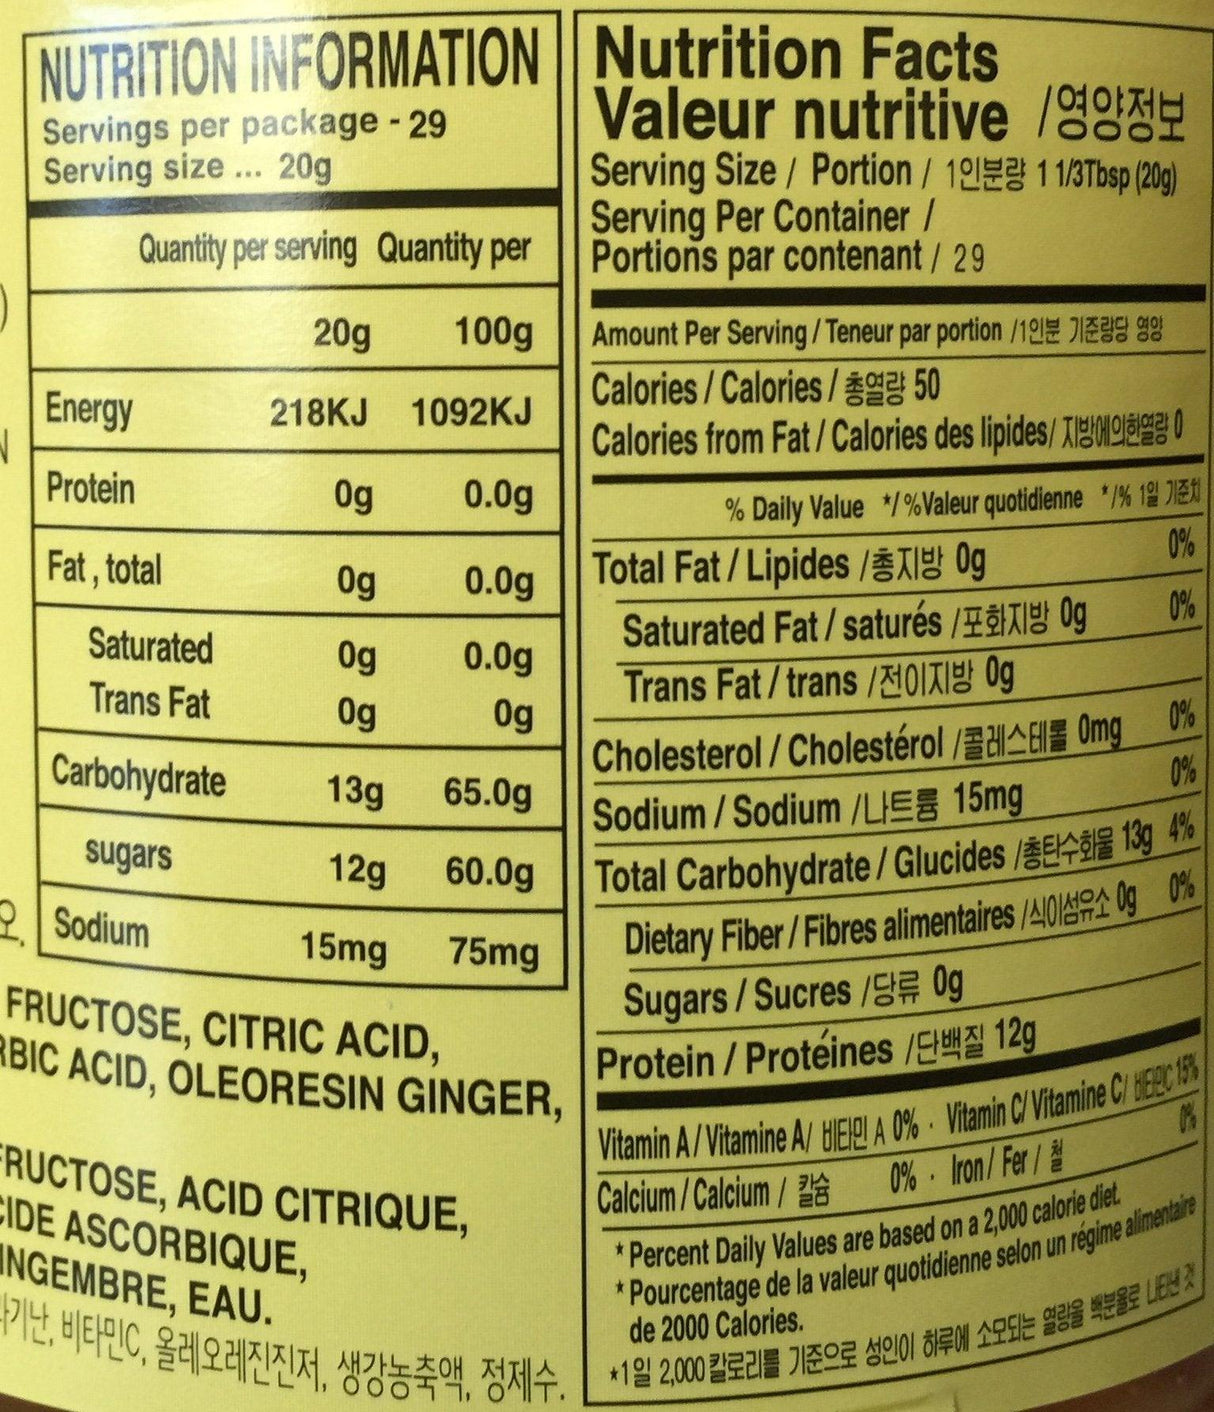 NUTRITION INFORMATION
Servings per package - 29
Serving size ... 20g
Quantity per serving Quantity per
20g 100g
Energy 218KJ 1092KJ
Protein 0g 0.0g
Fat , total 0g 0.0g
Saturated 0g 0.0g
Trans Fat 0g 0g
Carbohydrate 13g 65.0g
sugars 12g 60.0g
Sodium 15mg 75mg
오.
FRUCTOSE, CITRIC ACID,
RBIC ACID, OLEORESIN GINGER,
FRUCTOSE, ACID CITRIQUE,
CIDE ASCORBIQUE,
INGEMBRE, EAU.
기난, 비타민C, 올레오레진진저, 생강농축액, 정제수.
Nutrition Facts
Valeur nutritive /영양정보
Serving Size / Portion / 1인분량 1 1/3Tbsp (20g)
Serving Per Container /
Portions par contenant / 29
Amount Per Serving / Teneur par portion /1인분 기준량당 영양
Calories / Calories / 총열량 50
Calories from Fat / Calories des lipides/ 지방에의한열량 0
% Daily Value */ %Valeur quotidienne */% 1일 기준치
Total Fat / Lipides /총지방 0g 0%
Saturated Fat / saturés /포화지방 0g 0%
Trans Fat / trans /전이지방 0g
Cholesterol / Cholestérol /콜레스테롤 0mg 0%
Sodium / Sodium /나트륨 15mg 0%
Total Carbohydrate / Glucides /총탄수화물 13g 4%
Dietary Fiber / Fibres alimentaires /식이섬유소 0g 0%
Sugars / Sucres /당류 0g
Protein / Protéines /단백질 12g
Vitamin A / Vitamine A/ 비타민 A 0% · Vitamin C/ Vitamine C/ 비타민C 15%
Calcium / Calcium / 칼슘 0% · Iron / Fer / 철 0%
* Percent Daily Values are based on a 2,000 calorie diet.
* Pourcentage de la valeur quotidienne selon un régime alimentaire
de 2000 Calories.
*1일 2,000 칼로리를 기준으로 성인이 하루에 소모되는 열량을 백분율로 나타낸 것